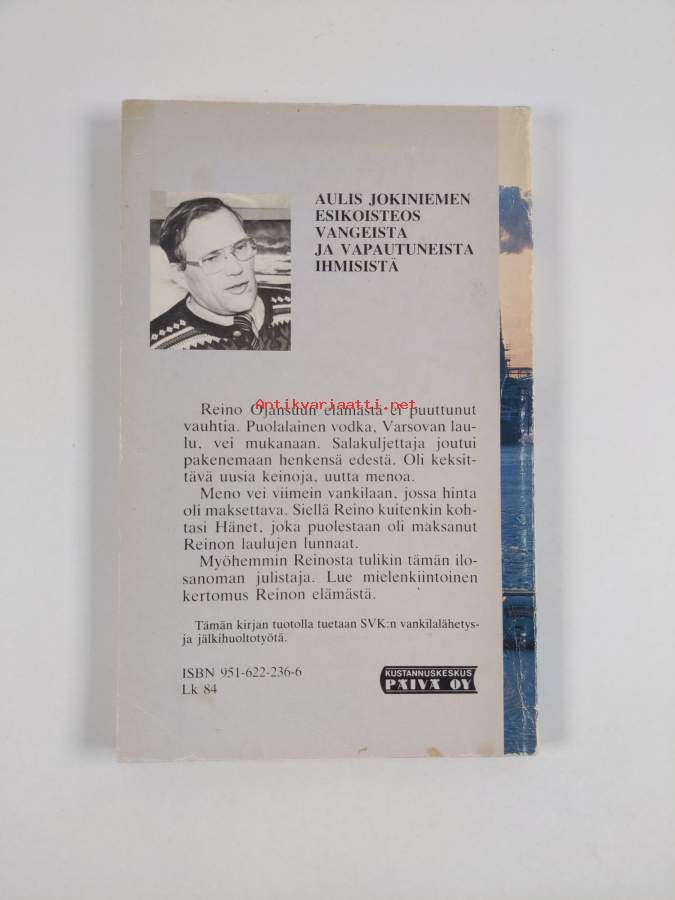 AULIS JOKINIEMEN
ESIKOISTEOS
VANGEISTA
JA VAPAUTUNEISTA
IHMISISTÄ
Antikvariaatti.net
Reino Ojansuun elämästä ei puuttunut
vauhtia. Puolalainen vodka, Varsovan lau-
lu, vei mukanaan. Salakuljettaja joutui
pakenemaan henkensä edestä. Oli keksit-
tävä uusia keinoja, uutta menoa.
Meno vei viimein vankilaan, jossa hinta
oli maksettava. Siellä Reino kuitenkin koh-
tasi Hänet, joka puolestaan oli maksanut
Reinon laulujen lunnaat.
Myöhemmin Reinosta tulikin tämän ilo-
sanoman julistaja. Lue mielenkiintoinen
kertomus Reinon elämästä.
Tämän kirjan tuotolla tuetaan SVK:n vankilalähetys-
ja jälkihuoltotyötä.
ISBN 951-622-236-6
Lk 84
KUSTANNUSKESKUS
PÄIVÄ OY